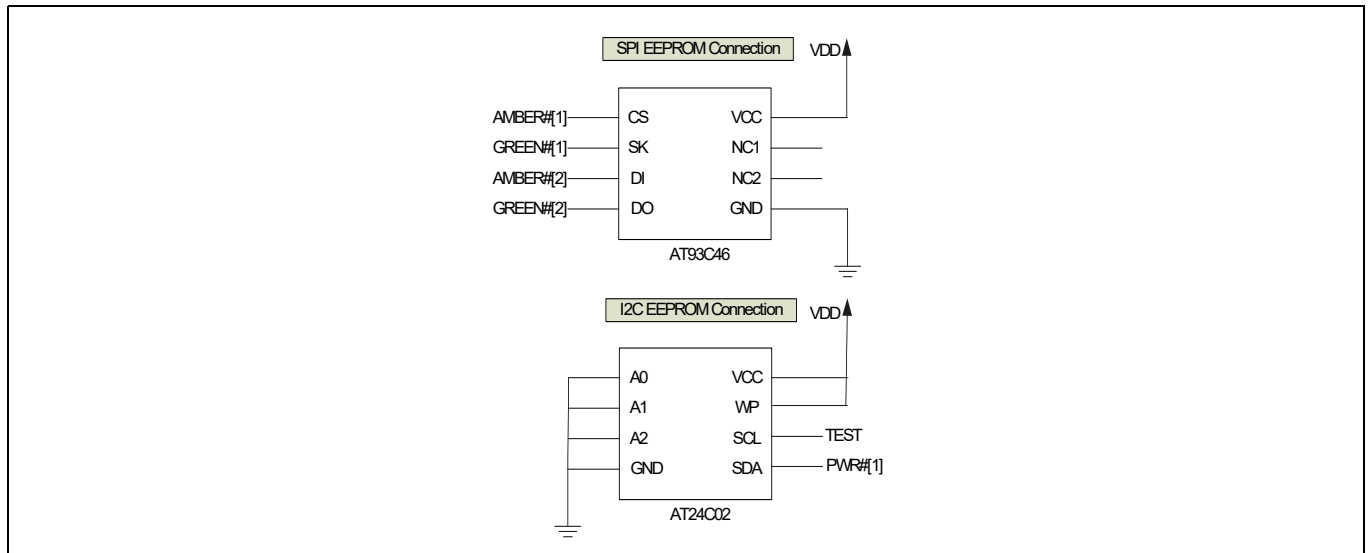 SPI EEPROM Connection
VDD
AMBER#[1]
CS
VCC
GREEN#[1]
SK
NC1
AMBER#[2]
DI
NC2
GREEN#[2]
DO
GND
AT93C46
I2C EEPROM Connection
VDD
A0
VCC
A1
WP
A2
SCL
TEST
GND
SDA
PWR#[1]
AT24C02